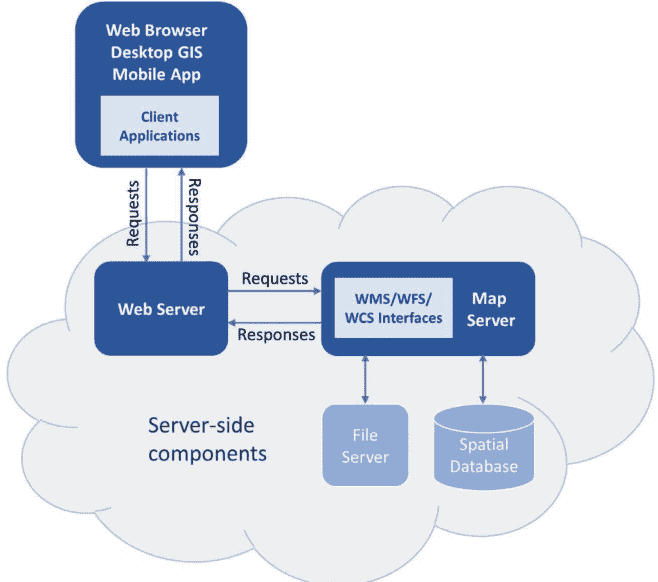 Web Browser
Desktop GIS
Mobile App
Client
Applications
Requests
Responses
Web Server
Requests
Responses
WMS/WFS/
WCS Interfaces
Map
Server
Server-side
components
File
Server
Spatial
Database